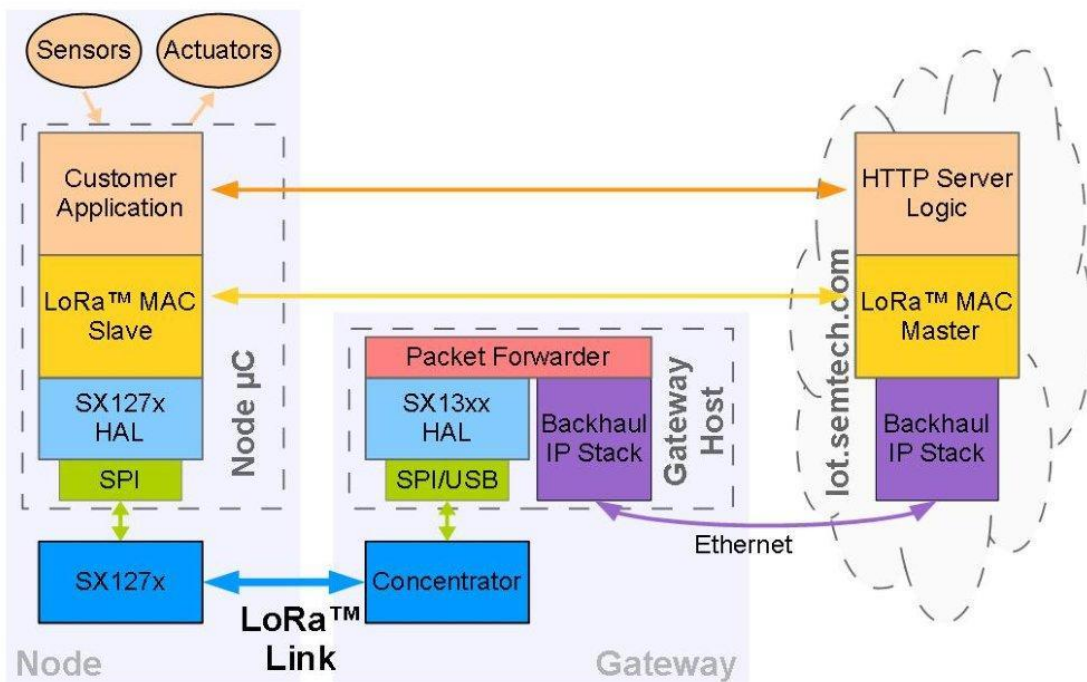 Sensors
Actuators
Customer
Application
LoRa™ MAC
Slave
SX127x
HAL
SPI
Node µC
SX127x
Node
LoRa™
Link
Packet Forwarder
SX13xx
HAL
SPI/USB
Backhaul
IP Stack
Gateway
Host
Concentrator
Gateway
Ethernet
HTTP Server
Logic
LoRa™ MAC
Master
Backhaul
IP Stack
Iot.semtech.com